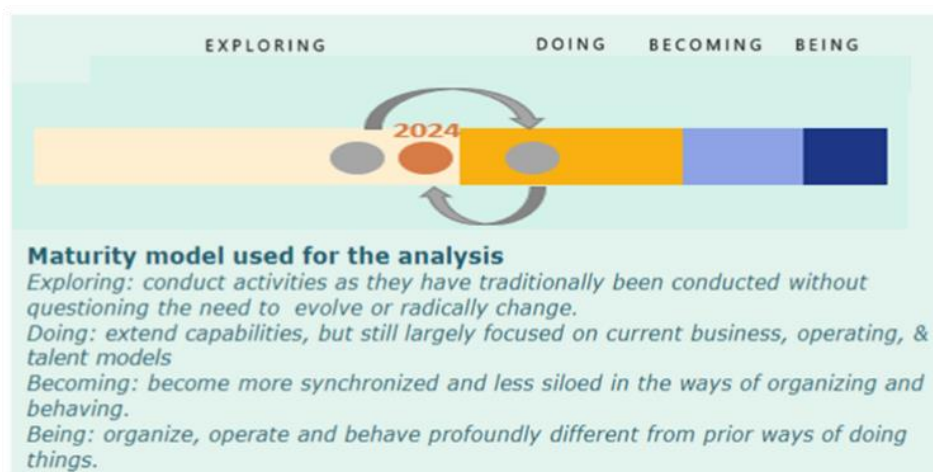 EXPLORING DOING BECOMING BEING
2024
Maturity model used for the analysis
Exploring: conduct activities as they have traditionally been conducted without
questioning the need to evolve or radically change.
Doing: extend capabilities, but still largely focused on current business, operating, &
talent models
Becoming: become more synchronized and less siloed in the ways of organizing and
behaving.
Being: organize, operate and behave profoundly different from prior ways of doing
things.